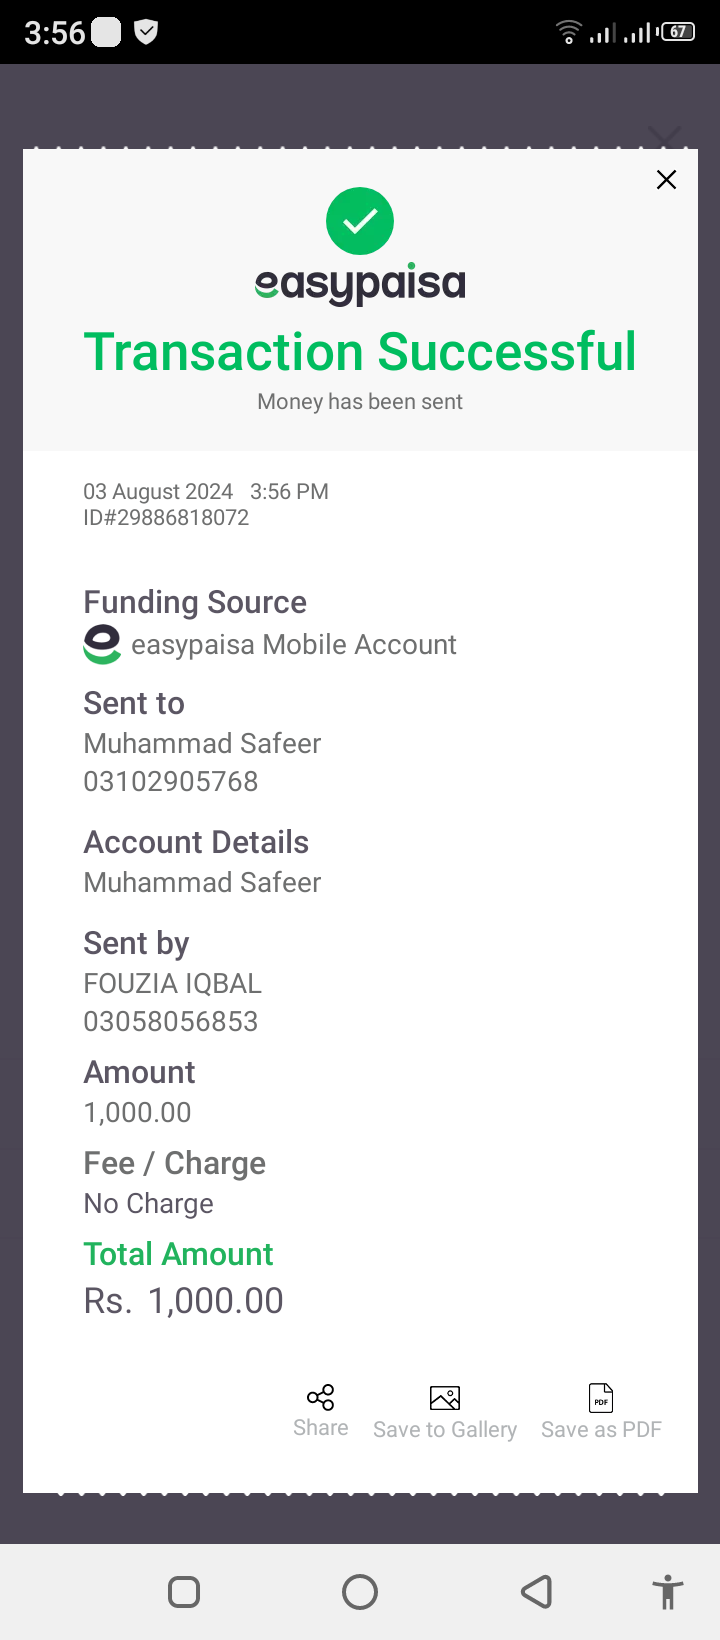 3:56
67
easypaisa
Transaction Successful
Money has been sent
03 August 2024 3:56 PM
ID#29886818072
Funding Source
easypaisa Mobile Account
Sent to
Muhammad Safeer
03102905768
Account Details
Muhammad Safeer
Sent by
FOUZIA IQBAL
03058056853
Amount
1,000.00
Fee / Charge
No Charge
Total Amount
Rs. 1,000.00
PDF
Share Save to Gallery Save as PDF